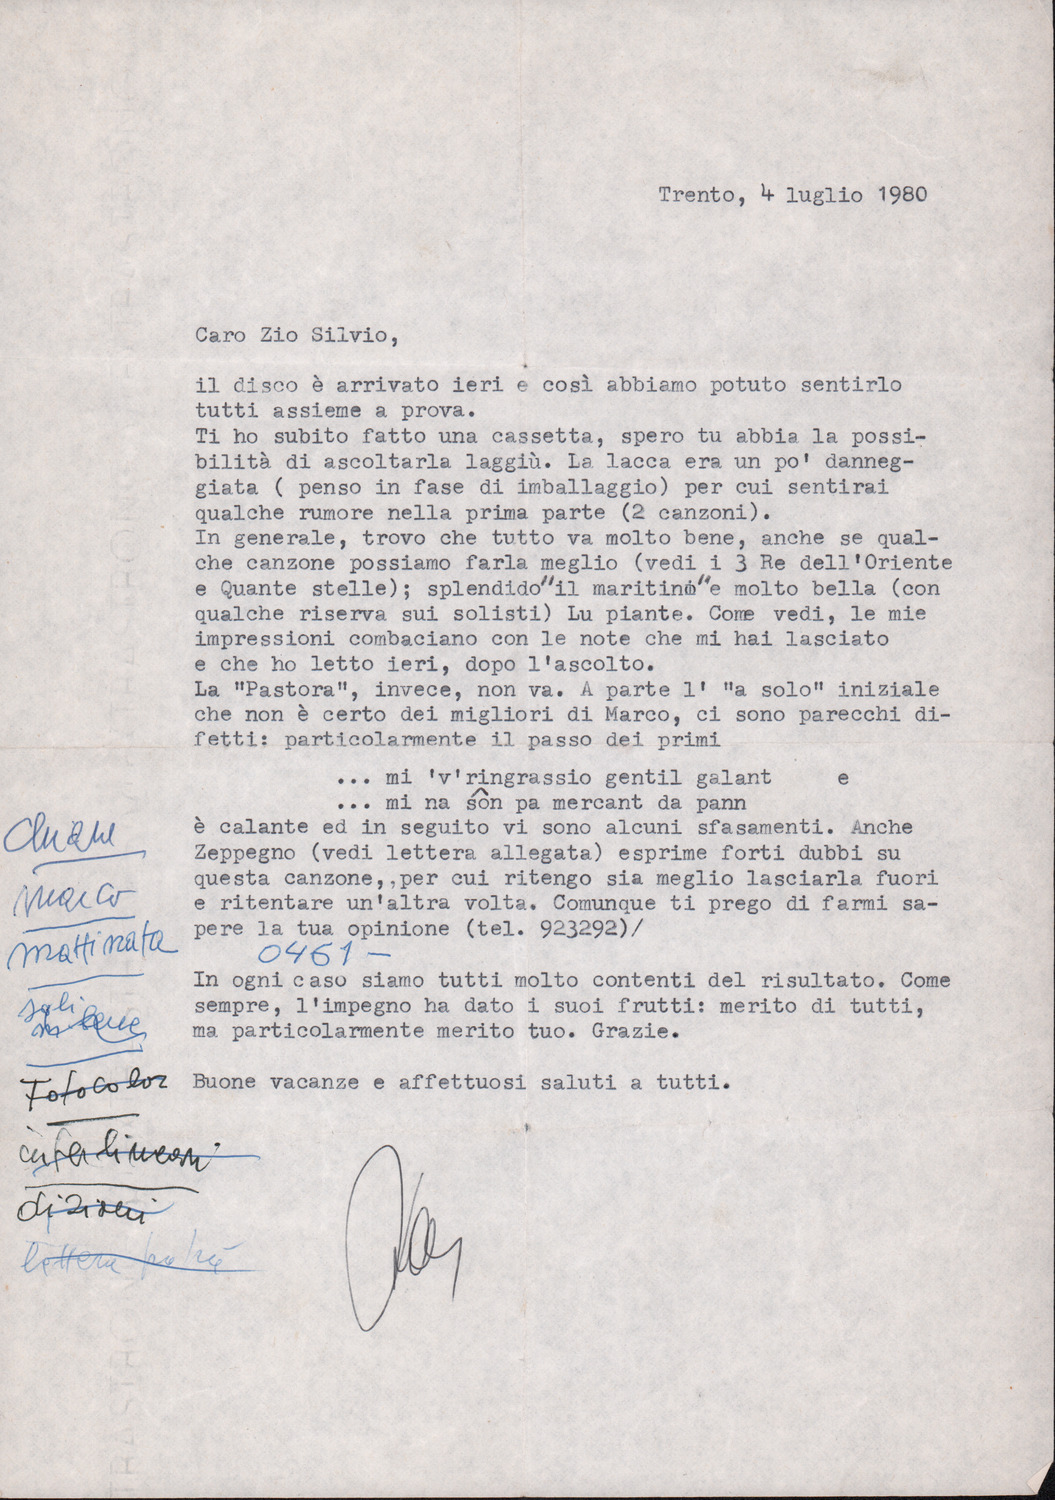 Trento, 4 luglio 1980
Caro Zio Silvio,
il disco è arrivato ieri e così abbiamo potuto sentirlo
tutti assieme a prova.
Ti ho subito fatto una cassetta, spero tu abbia la possi-
bilità di ascoltarla laggiù. La lacca era un po' danneg-
giata ( penso in fase di imballaggio) per cui sentirai
qualche rumore nella prima parte (2 canzoni).
In generale, trovo che tutto va molto bene, anche se qual-
che canzone possiamo farla meglio (vedi i 3 Re dell'Oriente
e Quante stelle); splendido "il maritino" e molto bella (con
qualche riserva sui solisti) Lu piante. Come vedi, le mie
impressioni combaciano con le note che mi hai lasciato
e che ho letto ieri, dopo l'ascolto.
La "Pastora", invece, non va. A parte l' "a solo" iniziale
che non è certo dei migliori di Marco, ci sono parecchi di-
fetti: particolarmente il passo dei primi
... mi 'v'ringrassio gentil galant e
... mi na sôn pa mercant da pann
è calante ed in seguito vi sono alcuni sfasamenti. Anche
Zeppegno (vedi lettera allegata) esprime forti dubbi su
questa canzone,,per cui ritengo sia meglio lasciarla fuori
e ritentare un'altra volta. Comunque ti prego di farmi sa-
pere la tua opinione (tel. 923292)/
0461-
In ogni caso siamo tutti molto contenti del risultato. Come
sempre, l'impegno ha dato i suoi frutti: merito di tutti,
ma particolarmente merito tuo. Grazie.
Buone vacanze e affettuosi saluti a tutti.
Marco
mattinata
soli
Fotocolor
interlineari
dizioni
lettera